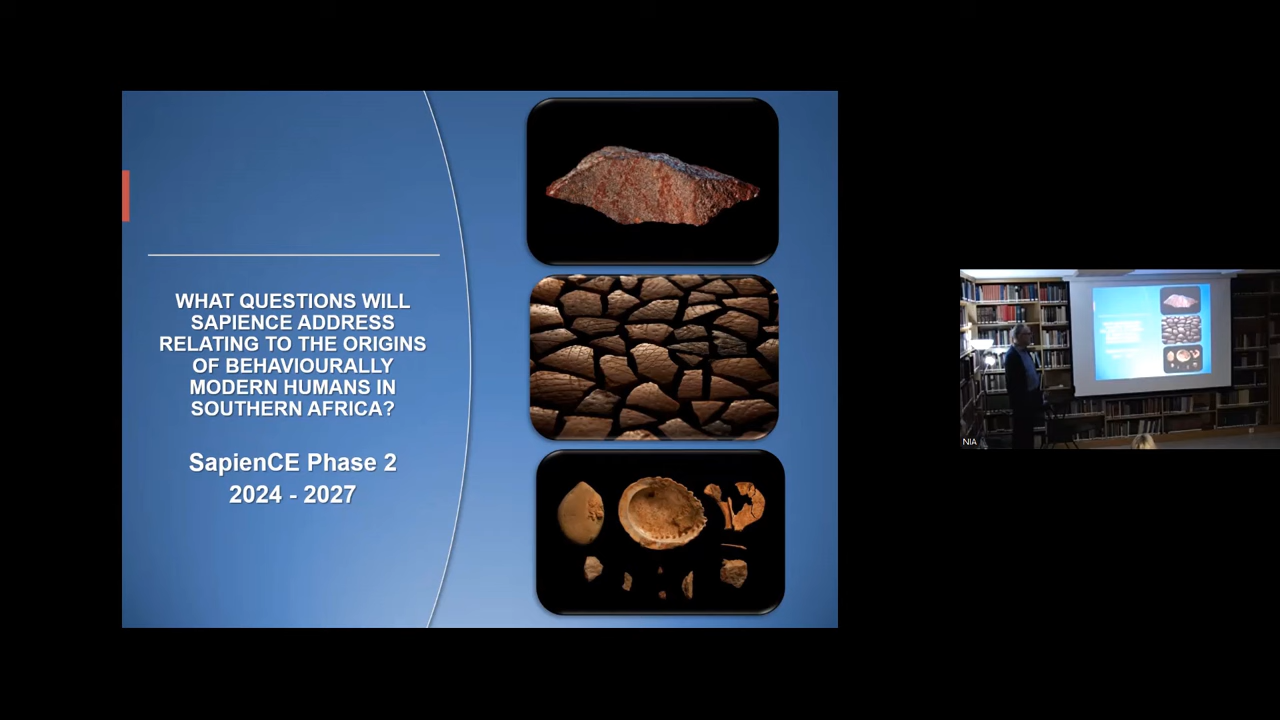 WHAT QUESTIONS WILL
SAPIENCE ADDRESS
RELATING TO THE ORIGINS
OF BEHAVIOURALLY
MODERN HUMANS IN
SOUTHERN AFRICA?
SapienCE Phase 2
2024 - 2027
NIA